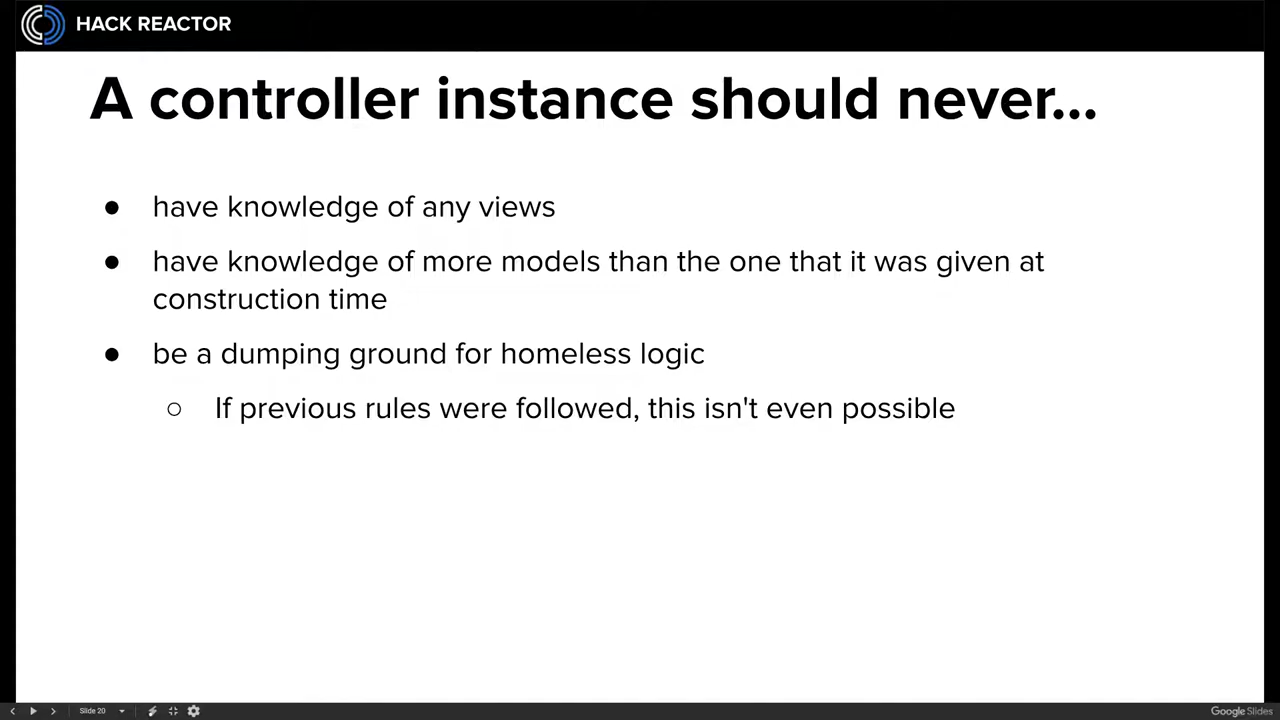 HACK REACTOR
A controller instance should never...
● have knowledge of any views
● have knowledge of more models than the one that it was given at
construction time
● be a dumping ground for homeless logic
○ If previous rules were followed, this isn't even possible
Slide 20
Google Slides